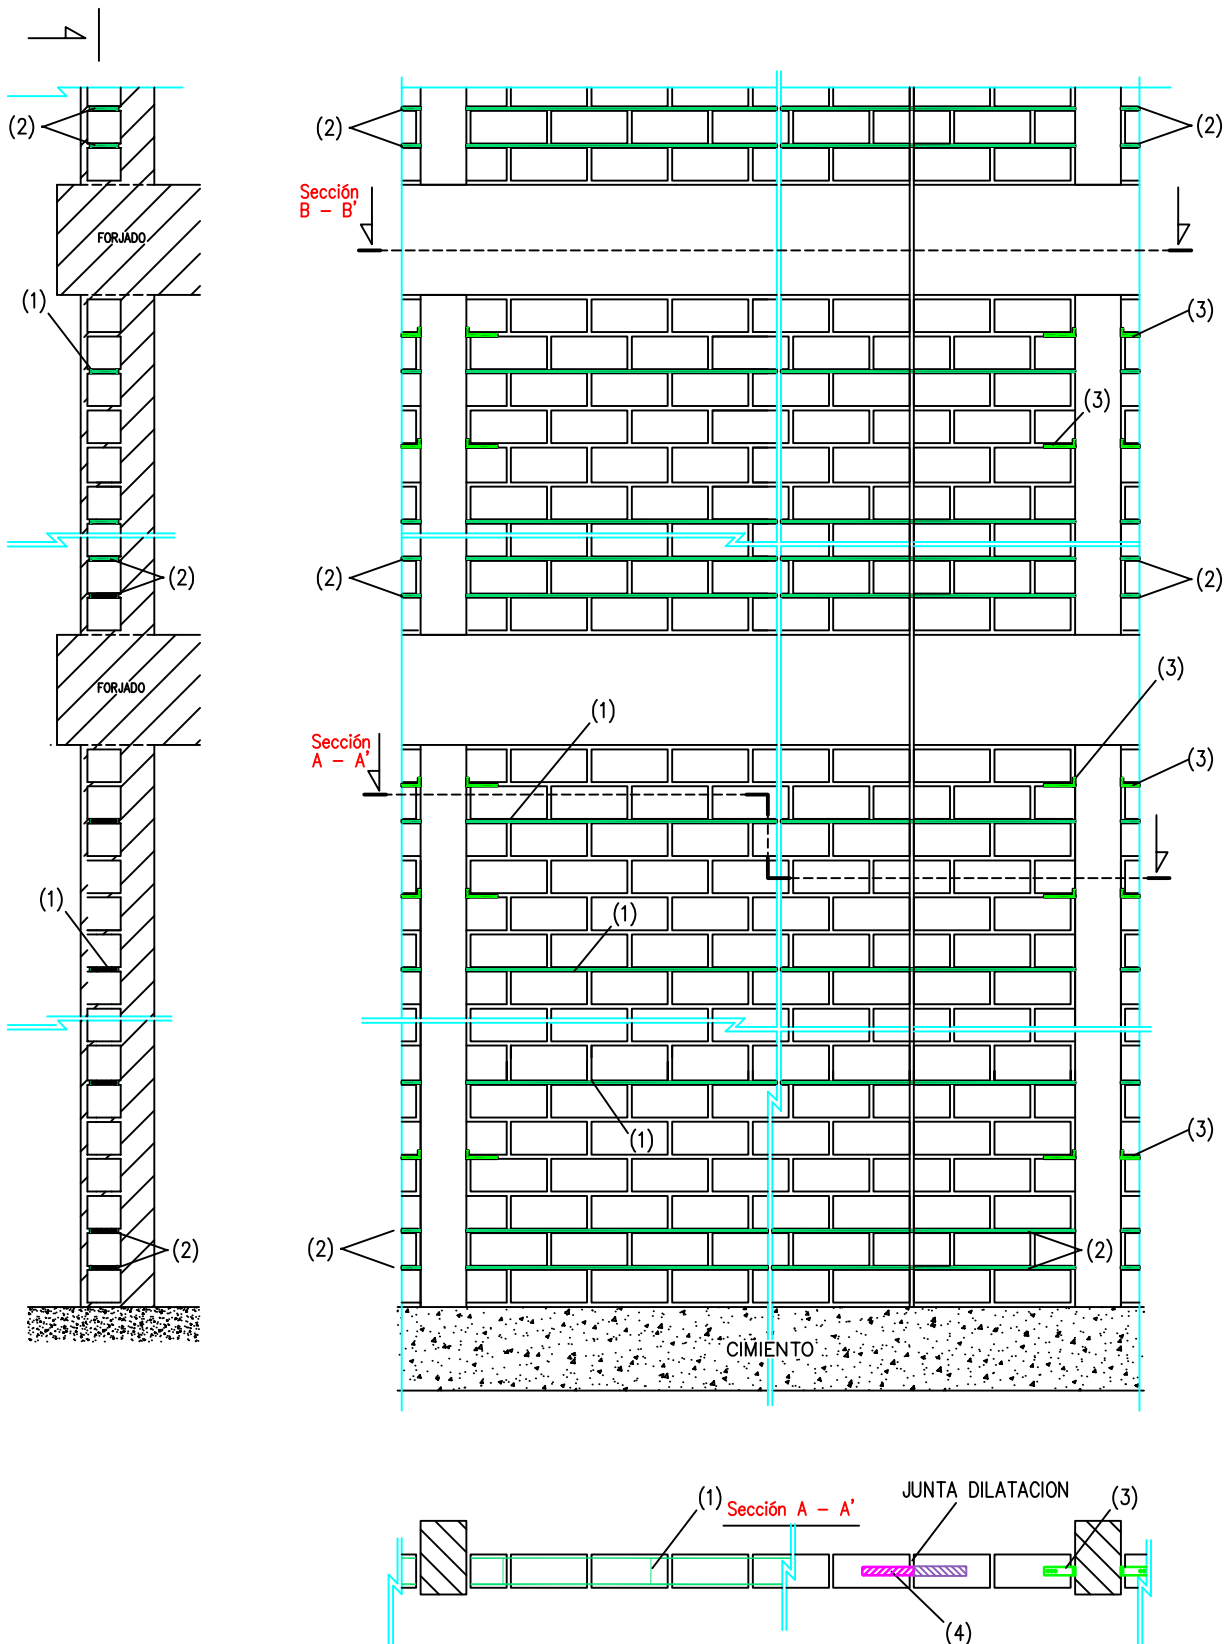 (2)
(2)
(2)
Sección
B - B'
FORJADO
(1)
(3)
(3)
(2)
(2)
(2)
FORJADO
(3)
(1)
Sección
A - A'
(3)
(1)
(1)
(1)
(3)
(2)
(2)
(2)
CIMIENTO
(1)
Sección A - A'
JUNTA DILATACION
(3)
(4)